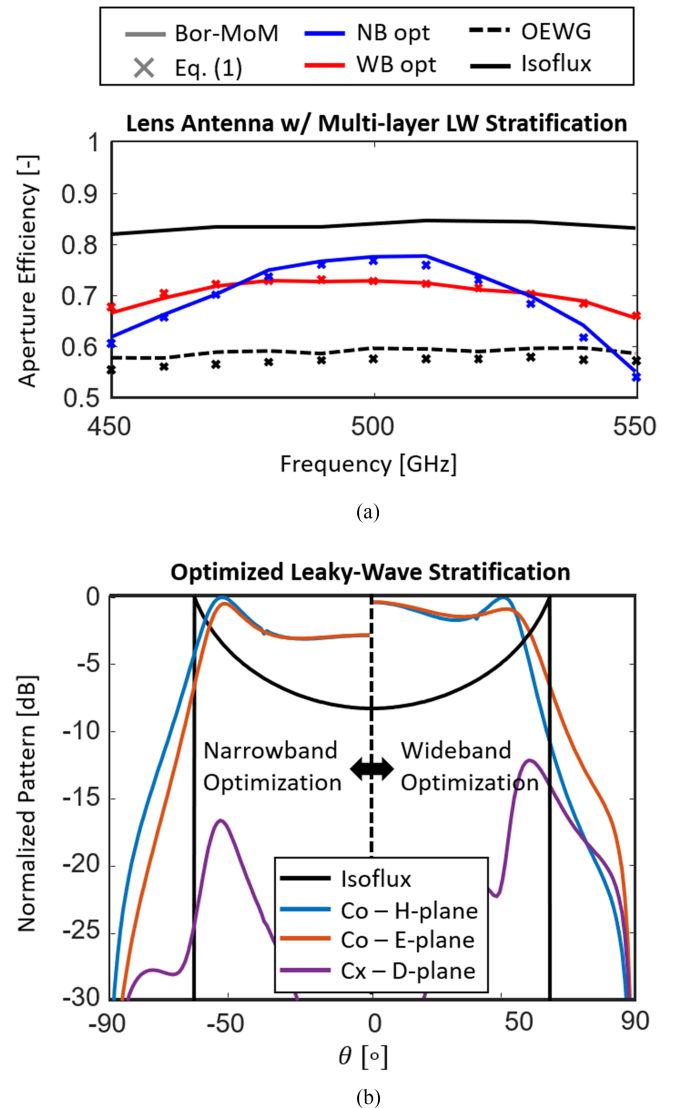 Bor-MoM NB opt OEWG
Eq. (1) WB opt Isoflux
Lens Antenna w/ Multi-layer LW Stratification
1
0.9
0.8
0.7
0.6
0.5
Aperture Efficiency [-]
450 500 550
Frequency [GHz]
(a)
Optimized Leaky-Wave Stratification
0
-5
-10
-15
-20
-25
-30
Normalized Pattern [dB]
Narrowband Wideband
Optimization Optimization
Isoflux
Co – H-plane
Co – E-plane
Cx – D-plane
-90 -50 0 50 90
θ [°]
(b)